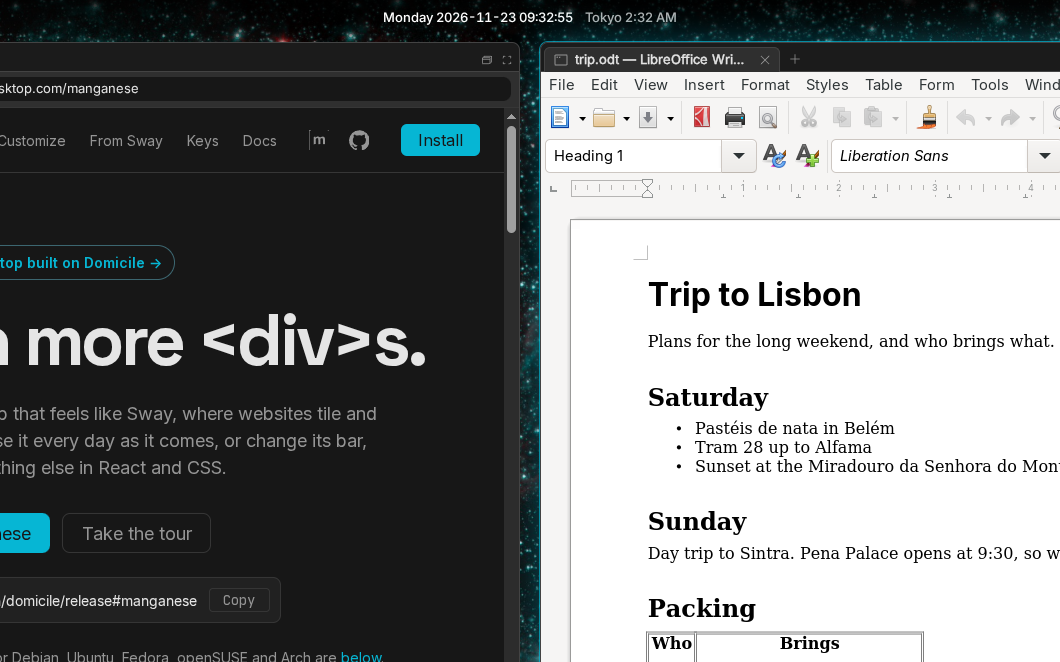 Monday 2026-11-23 09:32:55 Tokyo 2:32 AM
sktop.com/manganese
Customize From Sway Keys Docs m Install
top built on Domicile →
more <div>s.
that feels like Sway, where websites tile and
se it every day as it comes, or change its bar,
thing else in React and CSS.
nese Take the tour
/domicile/release#manganese Copy
or Debian, Ubuntu, Fedora, openSUSE and Arch are below.
trip.odt — LibreOffice Wri...
File Edit View Insert Format Styles Table Form Tools Wind
Heading 1 Liberation Sans
1 2 3 4
Trip to Lisbon
Plans for the long weekend, and who brings what.
Saturday
• Pastéis de nata in Belém
• Tram 28 up to Alfama
• Sunset at the Miradouro da Senhora do Mon
Sunday
Day trip to Sintra. Pena Palace opens at 9:30, so w
Packing
Who Brings